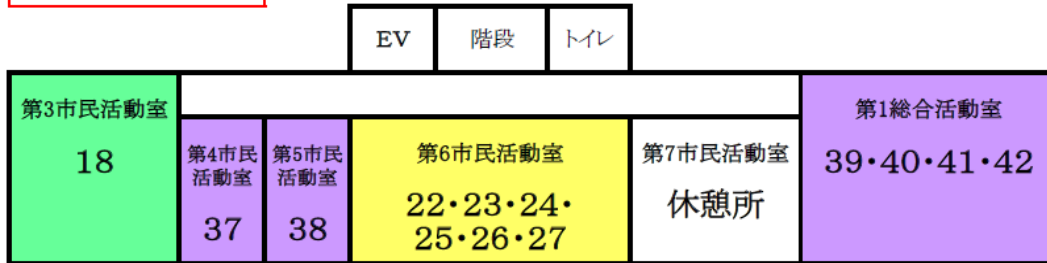 EV
階段
トイレ
第3市民活動室
18
第4市民
活動室
37
第5市民
活動室
38
第6市民活動室
22・23・24・
25・26・27
第7市民活動室
休憩所
第1総合活動室
39・40・41・42